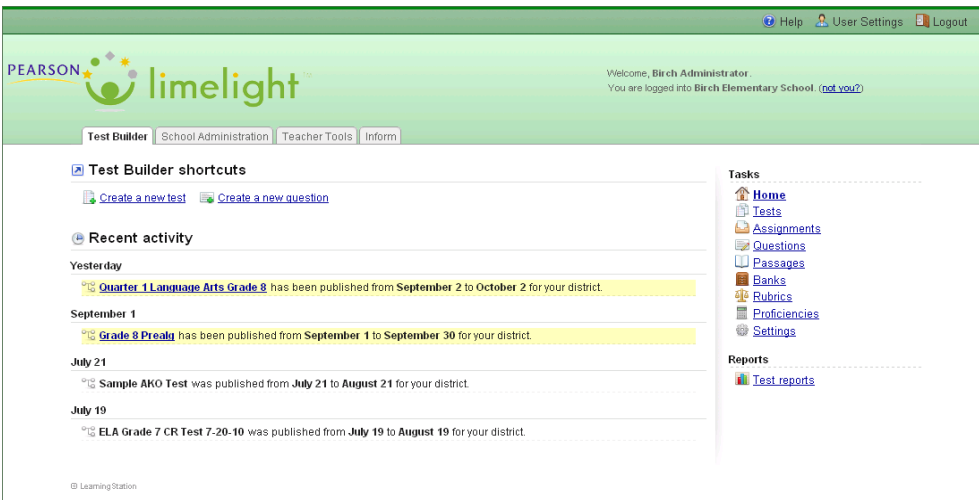 Help User Settings Logout
PEARSON
limelight
Welcome, Birch Administrator.
You are logged into Birch Elementary School. (not you?)
Test Builder School Administration Teacher Tools Inform
Test Builder shortcuts
Create a new test Create a new question
Recent activity
Yesterday
Quarter 1 Language Arts Grade 8 has been published from September 2 to October 2 for your district.
September 1
Grade 8 Prealg has been published from September 1 to September 30 for your district.
July 21
Sample AKO Test was published from July 21 to August 21 for your district.
July 19
ELA Grade 7 CR Test 7-20-10 was published from July 19 to August 19 for your district.
Tasks
Home
Tests
Assignments
Questions
Passages
Banks
Rubrics
Proficiencies
Settings
Reports
Test reports
LearningStation